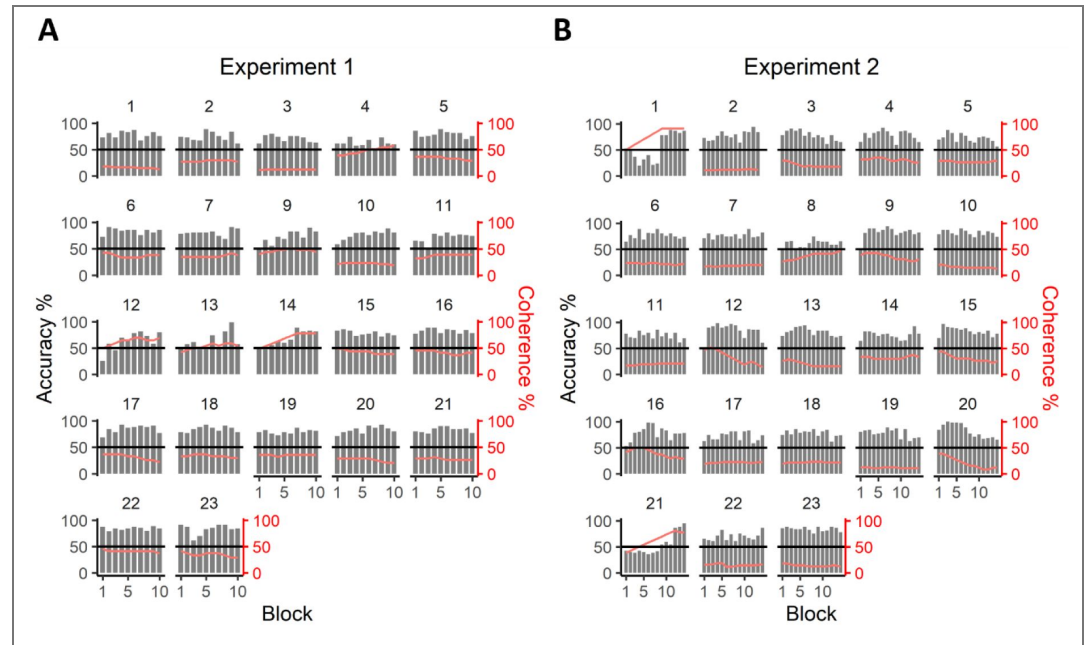 A B
Experiment 1 Experiment 2
1 2 3 4 5 1 2 3 4 5
100 100 100 100
50 50 50 50
0 0 0 0
6 7 9 10 11 6 7 8 9 10
100 100 100 100
50 50 50 50
0 0 0 0
12 13 14 15 16 11 12 13 14 15
100 100 100 100
50 50 50 50
0 0 0 0
Accuracy % Coherence % Accuracy % Coherence %
17 18 19 20 21 16 17 18 19 20
100 100 100 100
50 50 50 50
0 0 0 0
1 5 10 1 5 10 1 5 10 1 5 10
22 23 21 22 23
100 100 100 100
50 50 50 50
0 0 0 0
1 5 10 1 5 10 1 5 10 1 5 10 1 5 10
Block Block